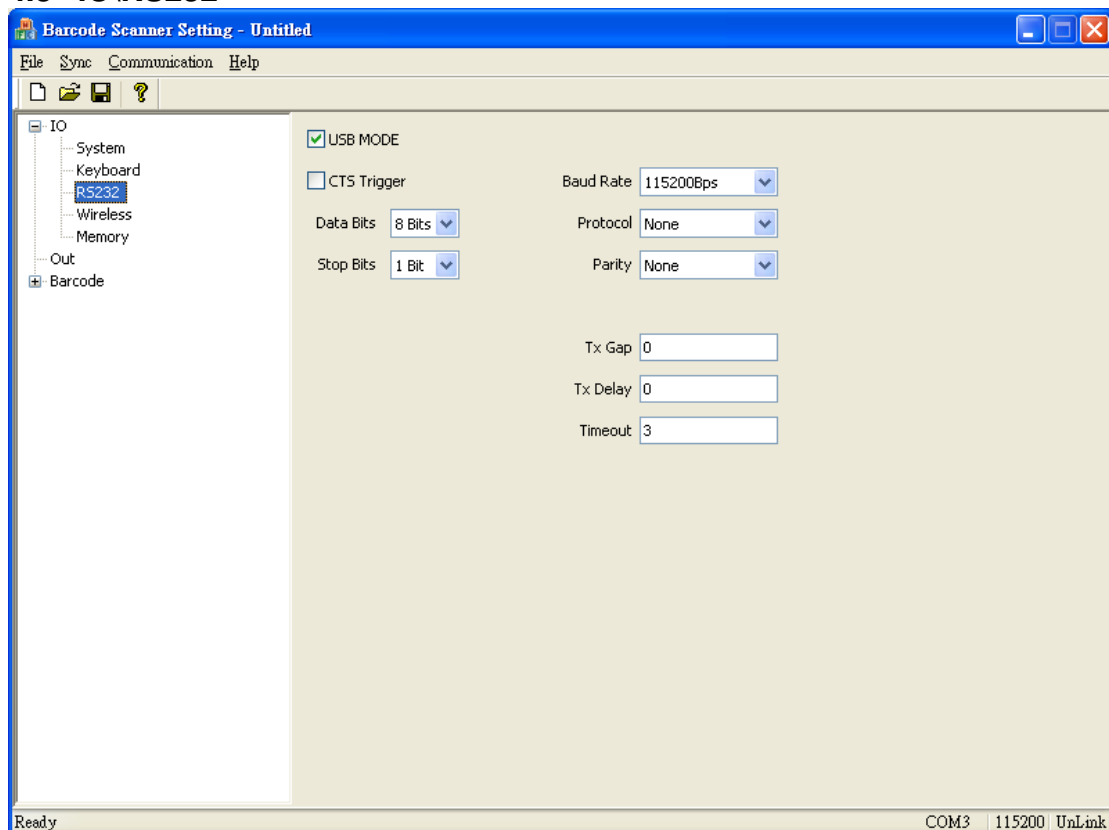 Barcode Scanner Setting - Untitled
File Sync Communication Help
IO
System
Keyboard
RS232
Wireless
Memory
Out
Barcode
USB MODE
CTS Trigger Baud Rate 115200Bps
Data Bits 8 Bits Protocol None
Stop Bits 1 Bit Parity None
Tx Gap 0
Tx Delay 0
Timeout 3
Ready COM3 115200 UnLink